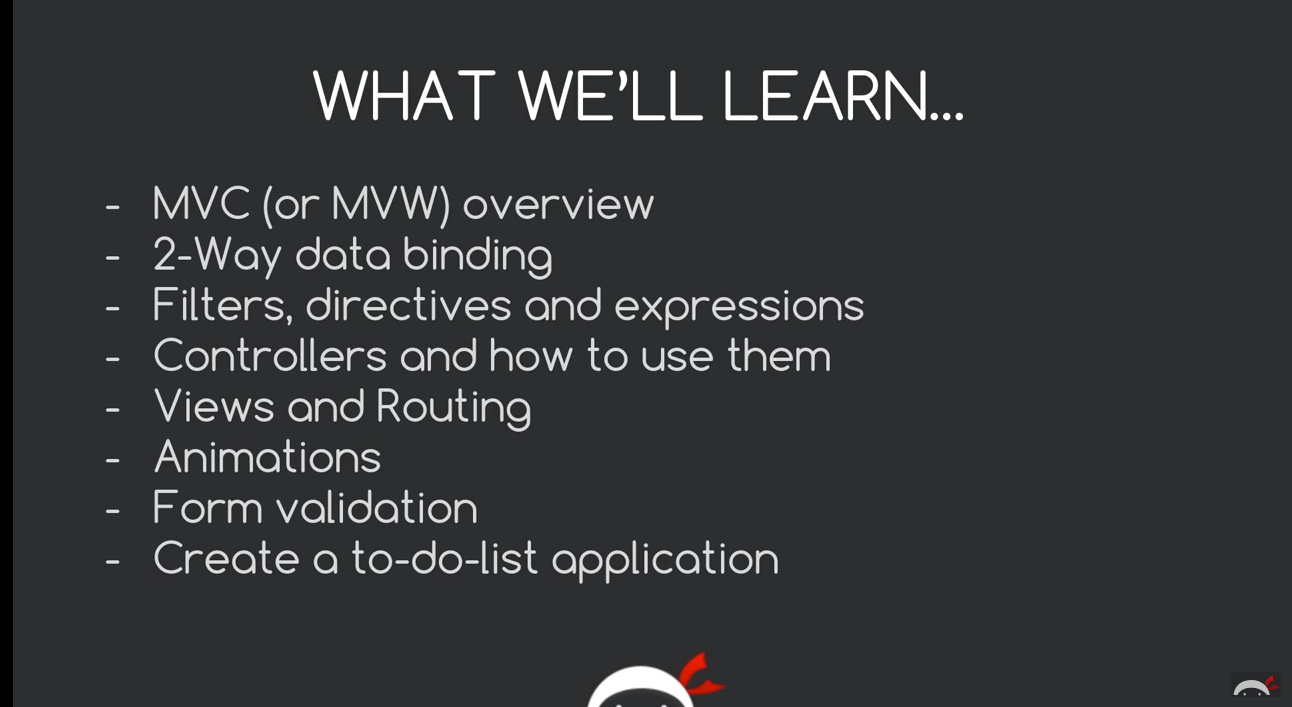 WHAT WE'LL LEARN...
- MVC (or MVW) overview
- 2-Way data binding
- Filters, directives and expressions
- Controllers and how to use them
- Views and Routing
- Animations
- Form validation
- Create a to-do-list application